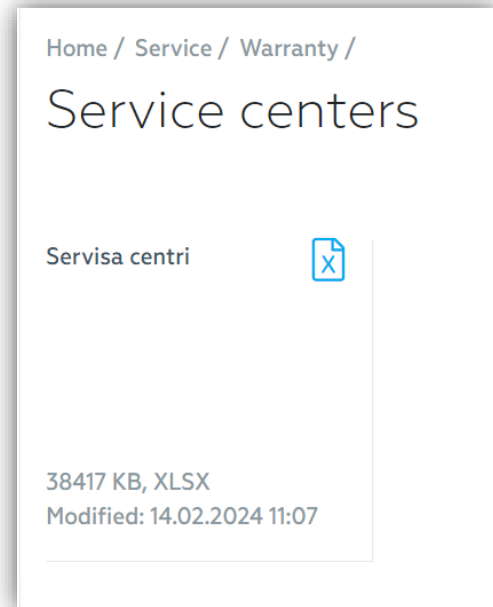 Home / Service / Warranty /
Service centers
Servisa centri
X
38417 KB, XLSX
Modified: 14.02.2024 11:07